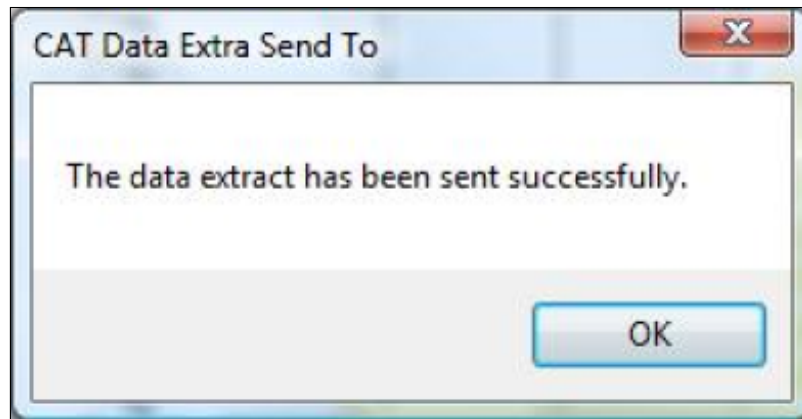 CAT Data Extra Send To
The data extract has been sent successfully.
OK